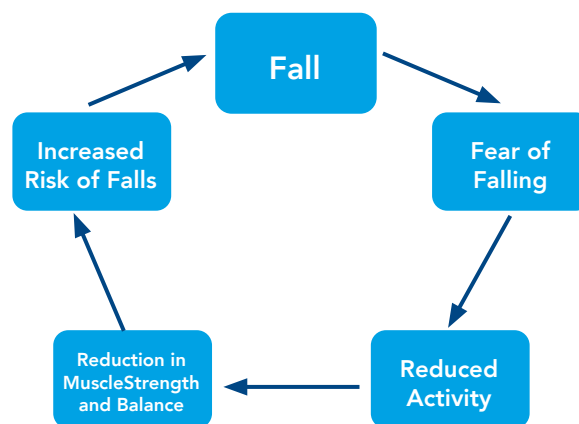 Fall
Fear of
Falling
Reduced
Activity
Reduction in
MuscleStrength
and Balance
Increased
Risk of Falls